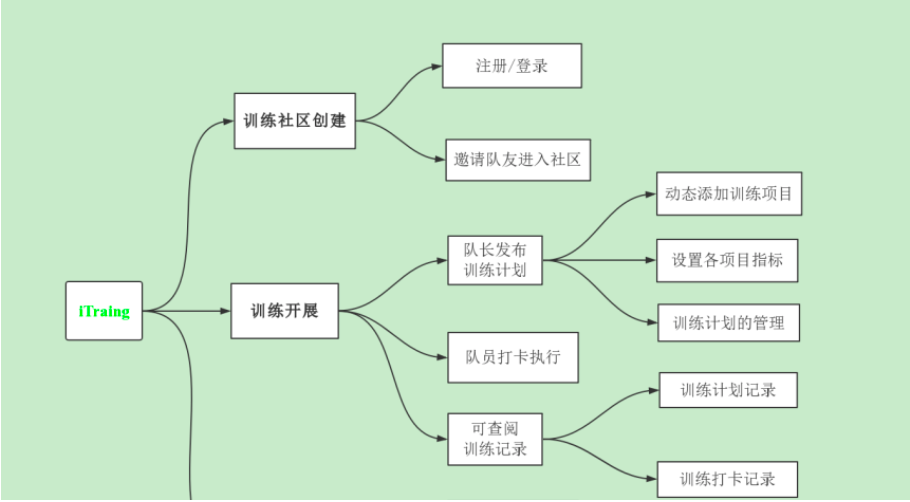 注册/登录
训练社区创建
邀请队友进入社区
动态添加训练项目
队长发布
训练计划
设置各项目指标
iTraing
训练开展
训练计划的管理
队员打卡执行
训练计划记录
可查阅
训练记录
训练打卡记录